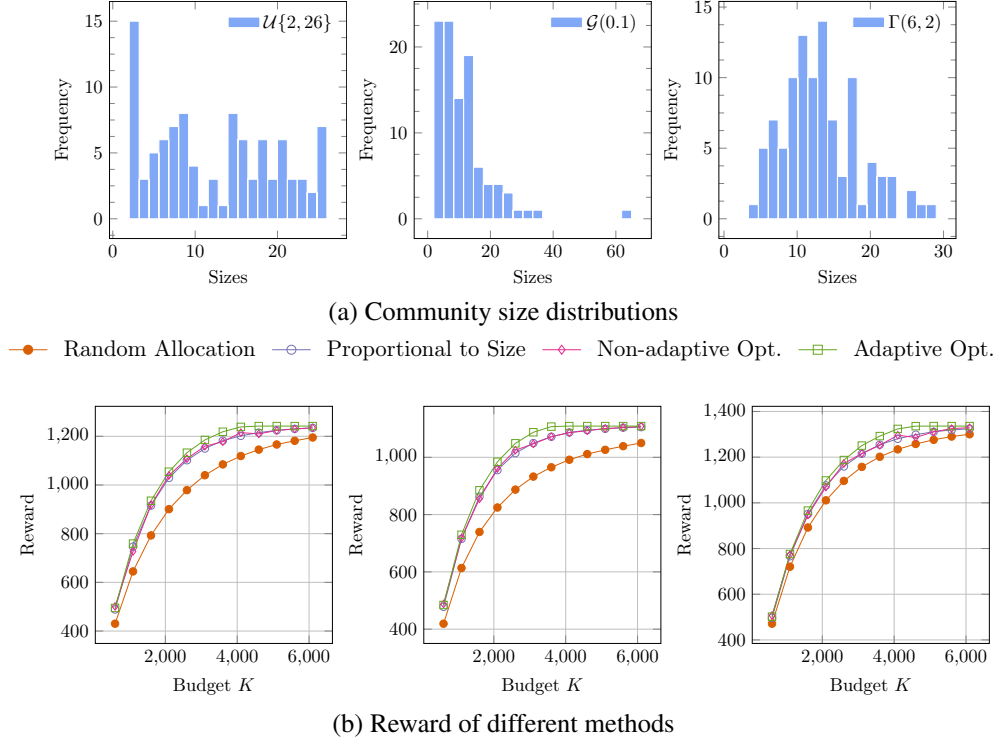 15
10
5
0
Frequency
0
10
20
Sizes
𝒰{2, 26}
20
10
0
Frequency
0
20
40
60
Sizes
𝒢(0.1)
15
10
5
0
Frequency
0
10
20
30
Sizes
Γ(6, 2)
(a) Community size distributions
Random Allocation
Proportional to Size
Non-adaptive Opt.
Adaptive Opt.
1,200
1,000
800
600
400
Reward
2,000
4,000
6,000
Budget K
1,000
800
600
400
Reward
2,000
4,000
6,000
Budget K
1,400
1,200
1,000
800
600
400
Reward
2,000
4,000
6,000
Budget K
(b) Reward of different methods